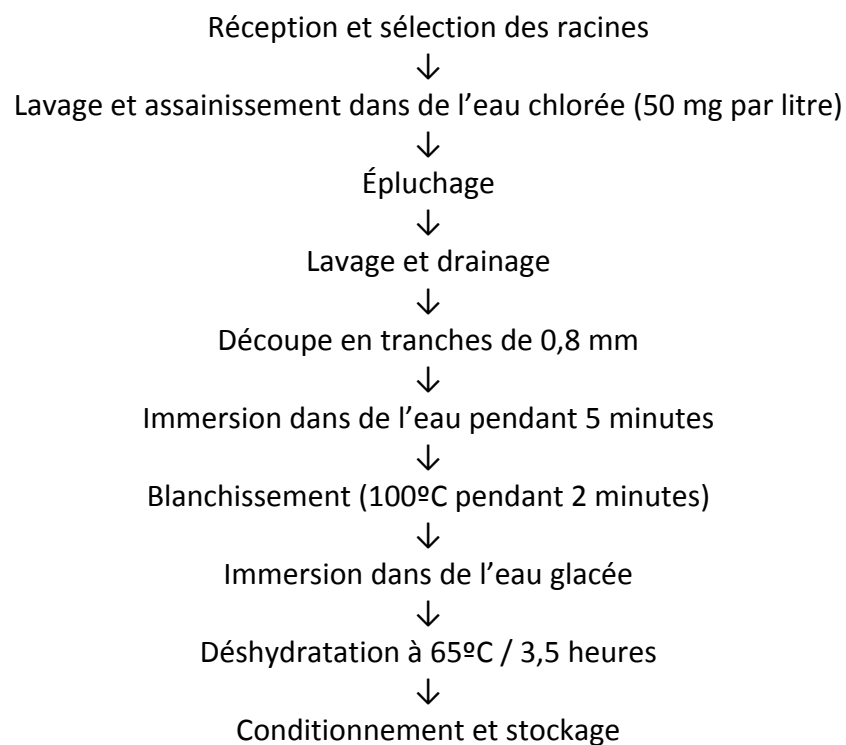 Réception et sélection des racines
↓
Lavage et assainissement dans de l’eau chlorée (50 mg par litre)
↓
Épluchage
↓
Lavage et drainage
↓
Découpe en tranches de 0,8 mm
↓
Immersion dans de l’eau pendant 5 minutes
↓
Blanchissement (100ºC pendant 2 minutes)
↓
Immersion dans de l’eau glacée
↓
Déshydratation à 65ºC / 3,5 heures
↓
Conditionnement et stockage